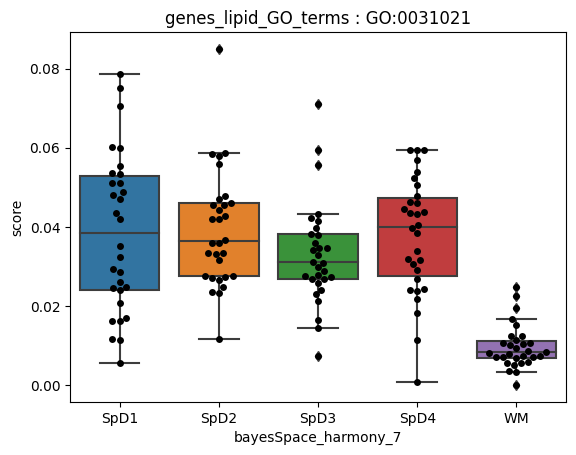 genes_lipid_GO_terms : GO:0031021
score
0.08
0.06
0.04
0.02
0.00
SpD1 SpD2 SpD3 SpD4 WM
bayesSpace_harmony_7